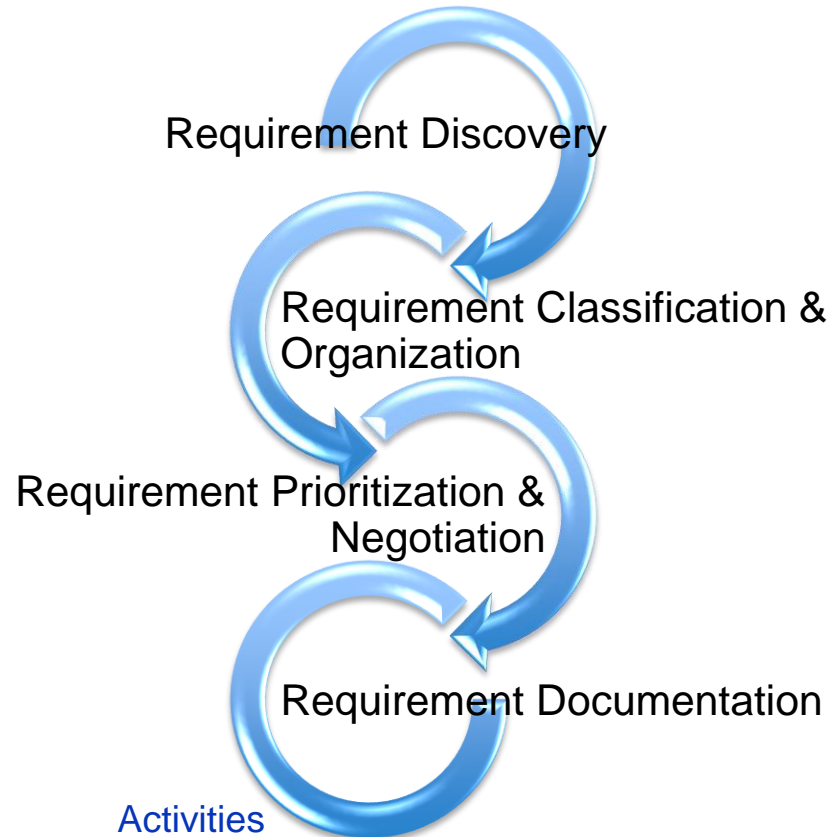 Requirement Discovery
Requirement Classification &
Organization
Requirement Prioritization &
Negotiation
Requirement Documentation
Activities